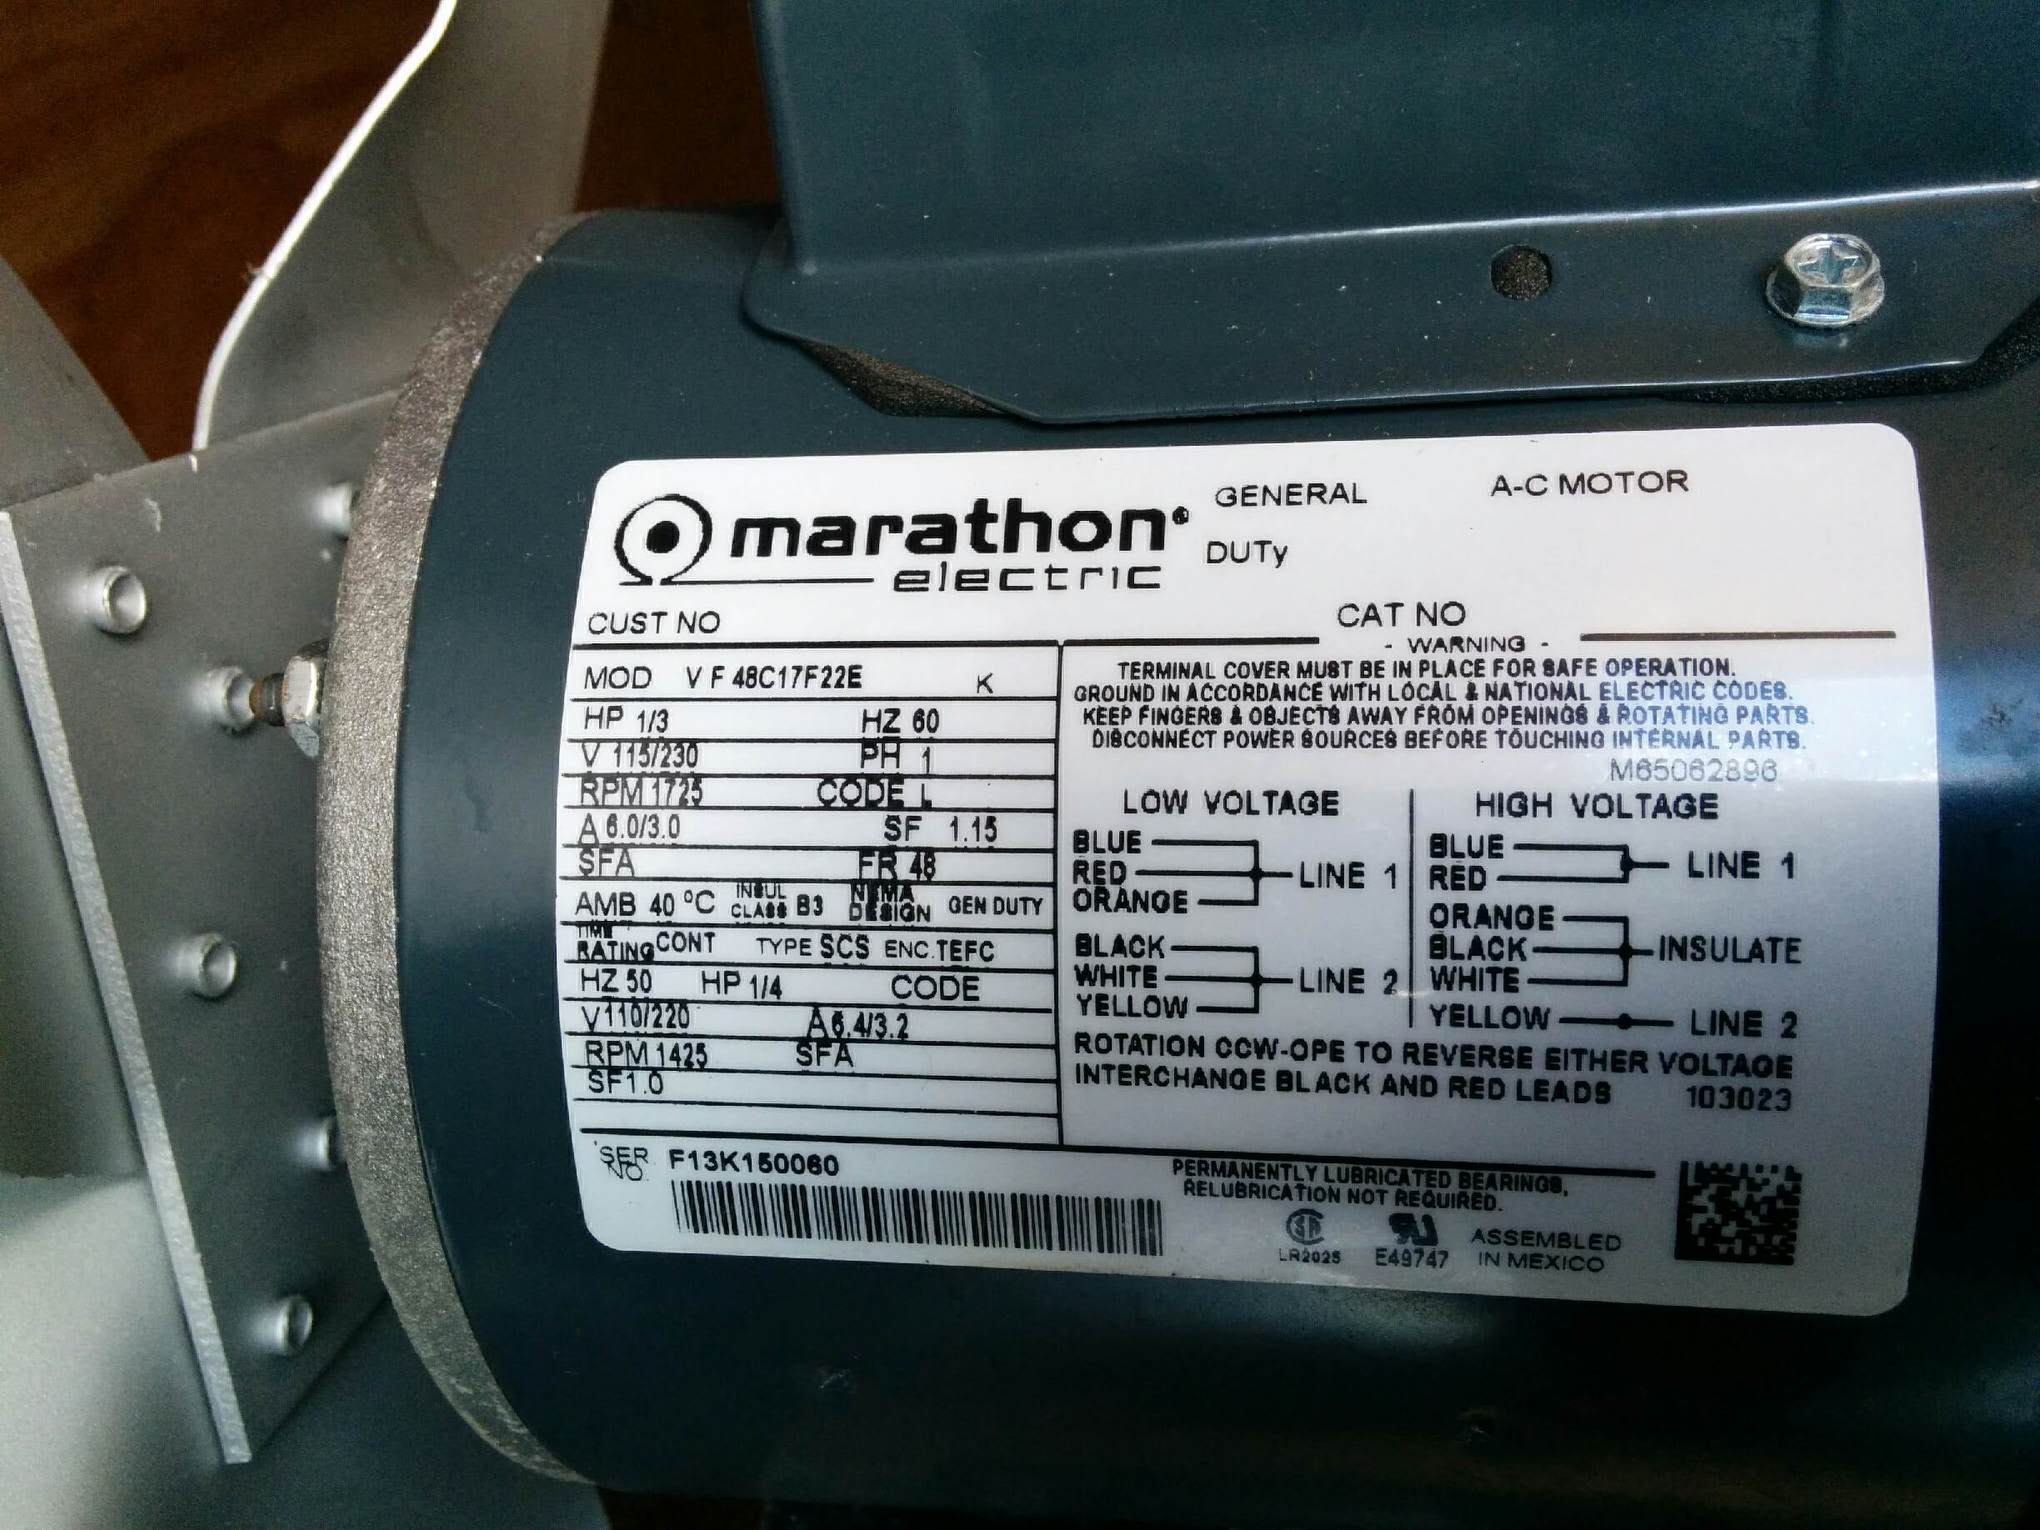 marathon®
electric
GENERAL
DUTy
A-C MOTOR
CUST NO
CAT NO
MOD V F 48C17F22E K
HP 1/3 HZ 60
V 115/230 PH 1
RPM 1725 CODE L
A 6.0/3.0 SF 1.15
SFA FR 48
AMB 40 °C INSUL CLASS B3 NEMA DESIGN GEN DUTY
TIME RATING CONT TYPE SCS ENC. TEFC
HZ 50 HP 1/4 CODE
V 110/220 A 6.4/3.2
RPM 1425 SFA
SF 1.0
- WARNING -
TERMINAL COVER MUST BE IN PLACE FOR SAFE OPERATION.
GROUND IN ACCORDANCE WITH LOCAL & NATIONAL ELECTRIC CODES.
KEEP FINGERS & OBJECTS AWAY FROM OPENINGS & ROTATING PARTS.
DISCONNECT POWER SOURCES BEFORE TOUCHING INTERNAL PARTS.
M65062896
LOW VOLTAGE
BLUE
RED
ORANGE
LINE 1
BLACK
WHITE
YELLOW
LINE 2
HIGH VOLTAGE
BLUE
RED
LINE 1
ORANGE
BLACK
WHITE
INSULATE
YELLOW
LINE 2
ROTATION CCW-OPE TO REVERSE EITHER VOLTAGE
INTERCHANGE BLACK AND RED LEADS 103023
SER NO. F13K150060
PERMANENTLY LUBRICATED BEARINGS,
RELUBRICATION NOT REQUIRED.
LR2025
E49747
ASSEMBLED
IN MEXICO